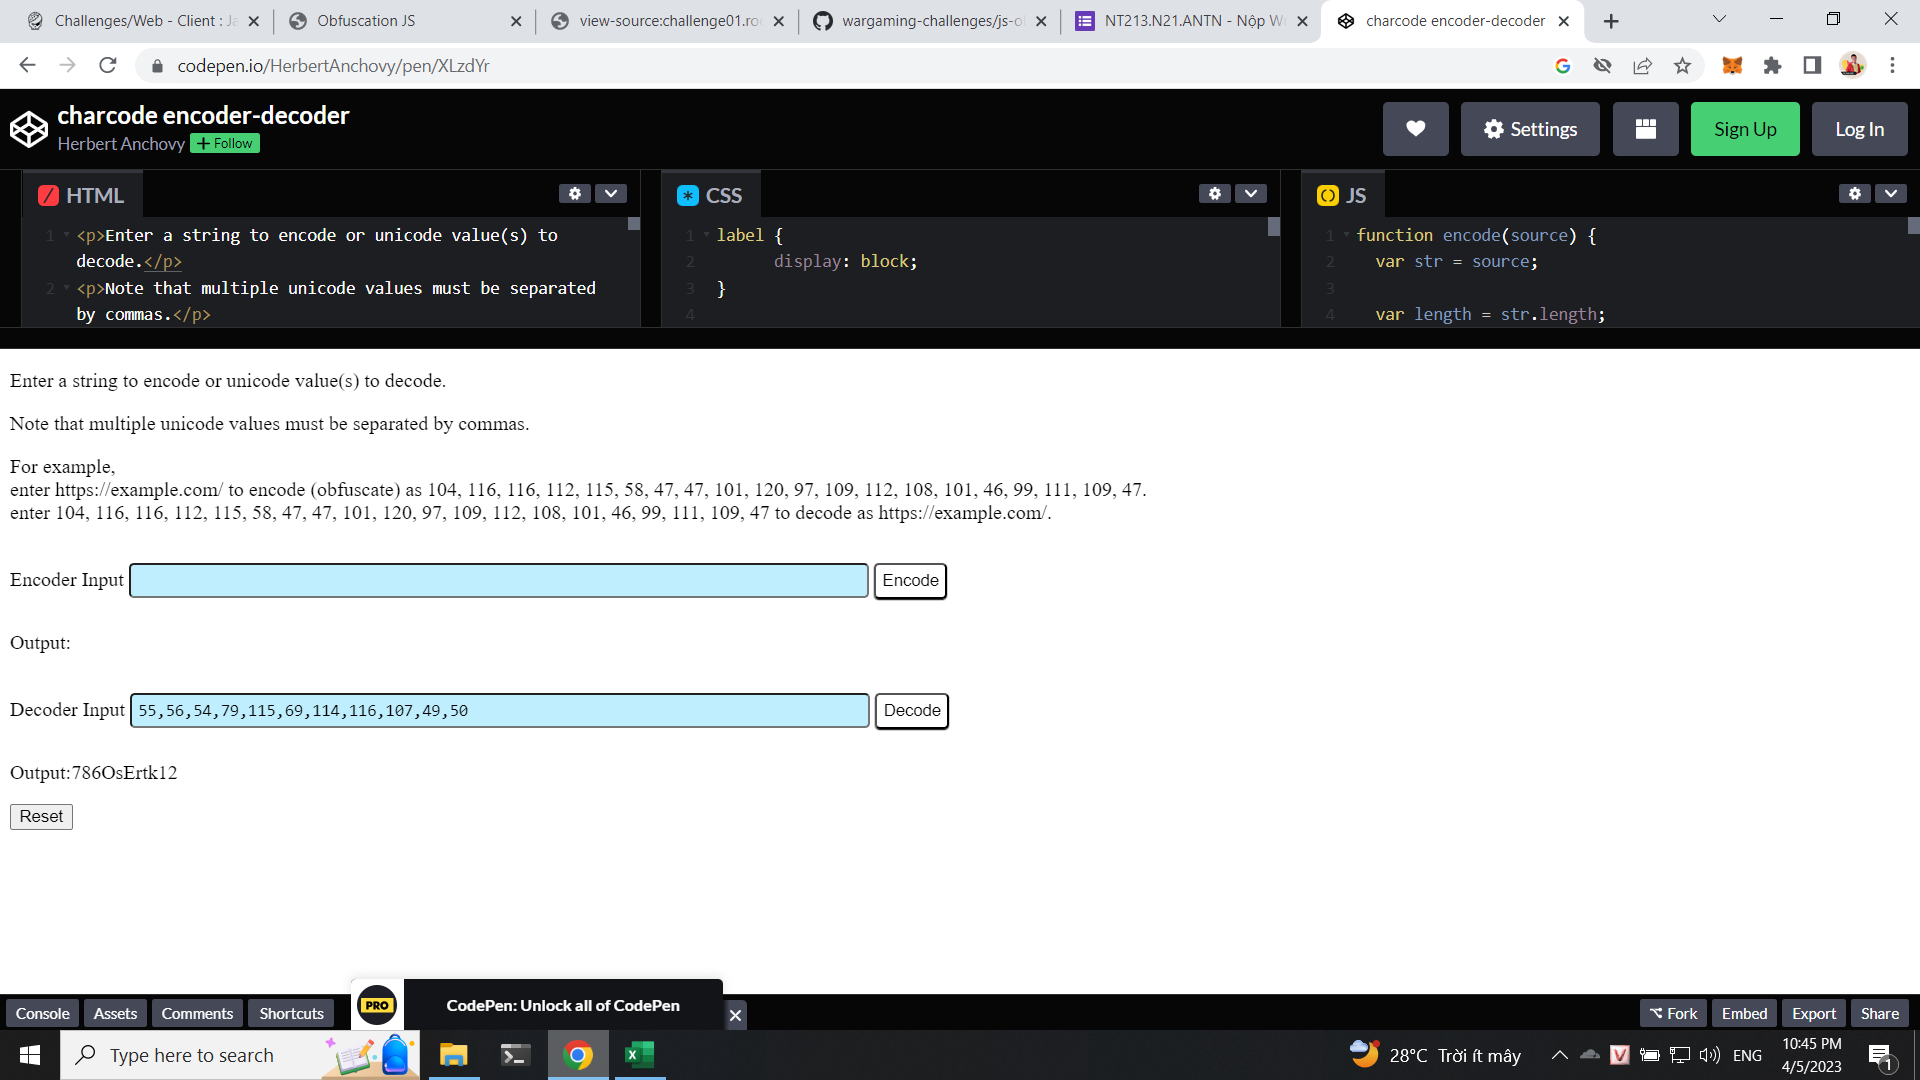 Challenges/Web - Client : Ja
Obfuscation JS
view-source:challenge01.roo
wargaming-challenges/js-o
NT213.N21.ANTN - Nộp W
charcode encoder-decoder
codepen.io/HerbertAnchovy/pen/XLzdYr
charcode encoder-decoder
Herbert Anchovy + Follow
Settings
Sign Up
Log In
HTML
1 <p>Enter a string to encode or unicode value(s) to
decode.</p>
2 <p>Note that multiple unicode values must be separated
by commas.</p>
CSS
1 label {
2 display: block;
3 }
4
JS
1 function encode(source) {
2 var str = source;
3
4 var length = str.length;
Enter a string to encode or unicode value(s) to decode.
Note that multiple unicode values must be separated by commas.
For example,
enter https://example.com/ to encode (obfuscate) as 104, 116, 116, 112, 115, 58, 47, 47, 101, 120, 97, 109, 112, 108, 101, 46, 99, 111, 109, 47.
enter 104, 116, 116, 112, 115, 58, 47, 47, 101, 120, 97, 109, 112, 108, 101, 46, 99, 111, 109, 47 to decode as https://example.com/.
Encoder Input
Encode
Output:
Decoder Input 55,56,54,79,115,69,114,116,107,49,50 Decode
Output:786OsErtk12
Reset
Console
Assets
Comments
Shortcuts
PRO
CodePen: Unlock all of CodePen
Fork
Embed
Export
Share
Type here to search
28°C Trời ít mây
ENG
10:45 PM
4/5/2023
1